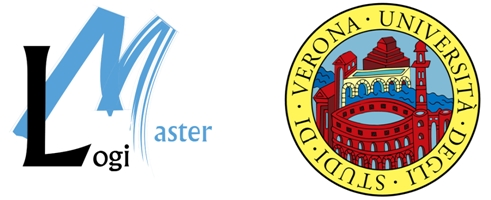 Logi Master
UNIVERSITÀ · DEGLI · STUDI · DI · VERONA ·